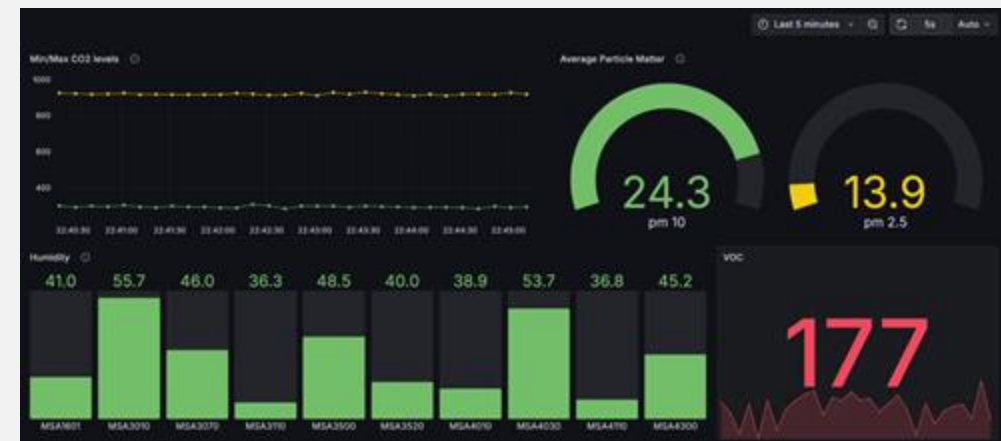 Last 5 minutes 5s Auto
Min/Max CO2 levels
1000
800
600
400
22:40:30 22:41:00 22:41:30 22:42:00 22:42:30 22:43:00 22:43:30 22:44:00 22:44:30 22:45:00
Average Particle Matter
24.3
pm 10
13.9
pm 2.5
Humidity
41.0 55.7 46.0 36.3 48.5 40.0 38.9 53.7 36.8 45.2
MSA1601 MSA3010 MSA3070 MSA3110 MSA3500 MSA3520 MSA4010 MSA4030 MSA4110 MSA4300
VOC
177